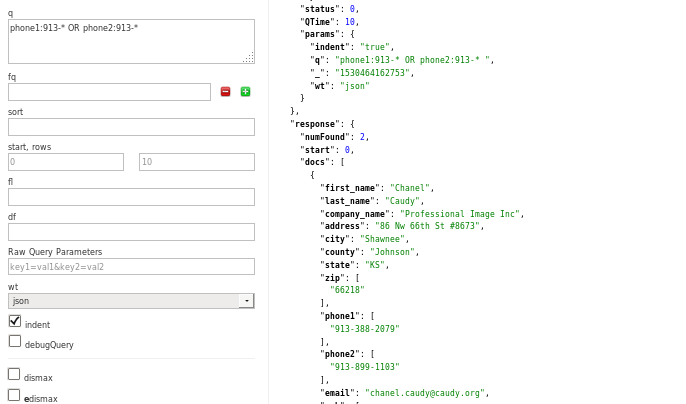 q
phone1:913-* OR phone2:913-*
fq
sort
start, rows
0
10
fl
df
Raw Query Parameters
key1=val1&key2=val2
wt
json
indent
debugQuery
dismax
edismax
"status": 0,
"QTime": 10,
"params": {
"indent": "true",
"q": "phone1:913-* OR phone2:913-* ",
"_": "1530464162753",
"wt": "json"
}
},
"response": {
"numFound": 2,
"start": 0,
"docs": [
{
"first_name": "Chanel",
"last_name": "Caudy",
"company_name": "Professional Image Inc",
"address": "86 Nw 66th St #8673",
"city": "Shawnee",
"county": "Johnson",
"state": "KS",
"zip": [
"66218"
],
"phone1": [
"913-388-2079"
],
"phone2": [
"913-899-1103"
],
"email": "chanel.caudy@caudy.org",